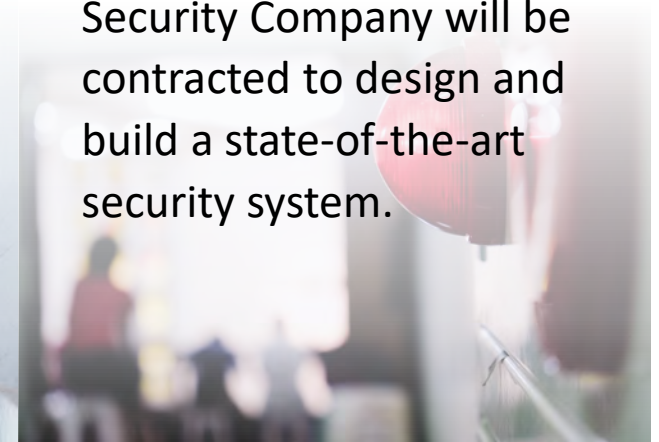 Security Company will be
contracted to design and
build a state-of-the-art
security system.